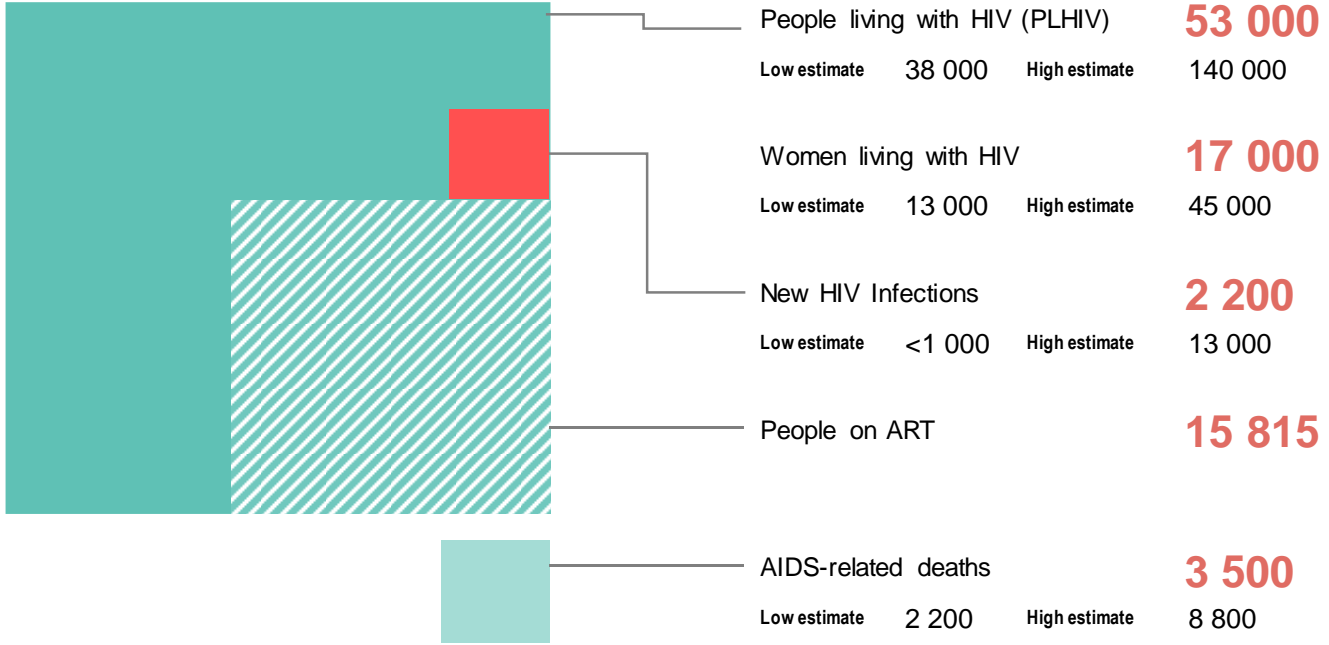 People living with HIV (PLHIV) 53 000
Low estimate 38 000 High estimate 140 000
Women living with HIV 17 000
Low estimate 13 000 High estimate 45 000
New HIV Infections 2 200
Low estimate <1 000 High estimate 13 000
People on ART 15 815
AIDS-related deaths 3 500
Low estimate 2 200 High estimate 8 800